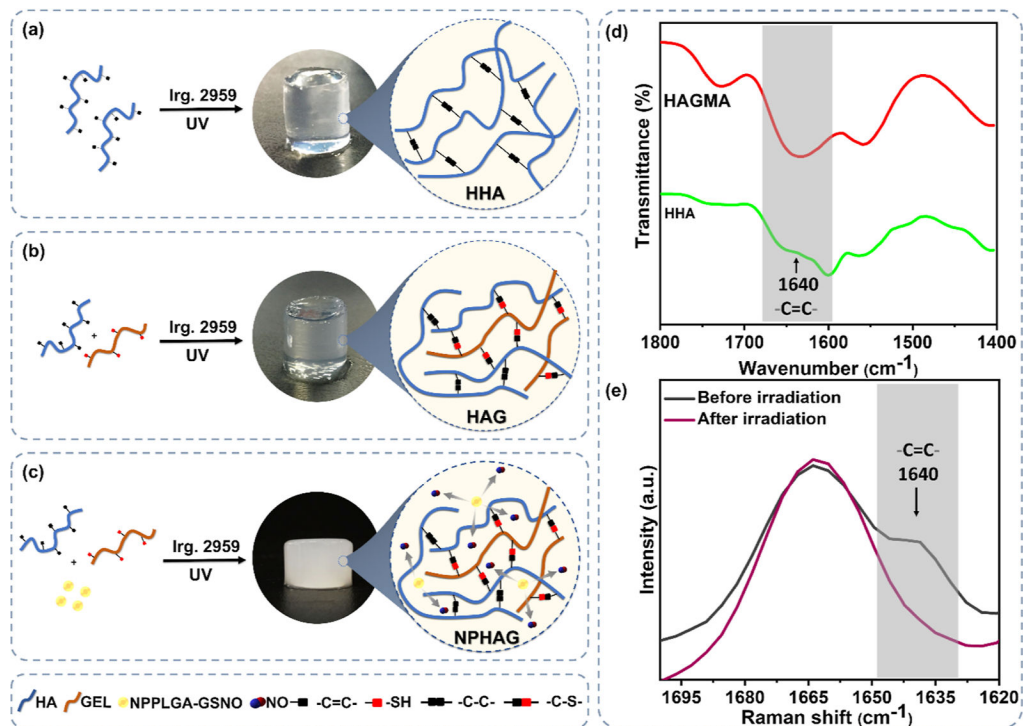 (a)
Irg. 2959
UV
HHA
(b)
+
Irg. 2959
UV
HAG
(c)
+
Irg. 2959
UV
NPHAG
HA GEL NPPLGA-GSNO NO -C=C- -SH -C-C- -C-S-
(d)
Transmittance (%)
HAGMA
HHA
1640
-C=C-
1800 1700 1600 1500 1400
Wavenumber (cm-1)
(e)
Before irradiation
After irradiation
-C=C-
1640
Intensity (a.u.)
1695 1680 1665 1650 1635 1620
Raman shift (cm-1)